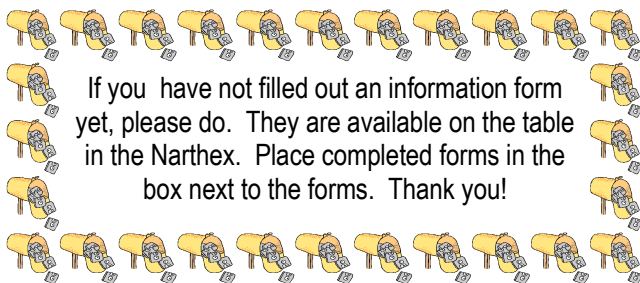 If you  have not filled out an information form
yet, please do.  They are available on the table
in the Narthex.  Place completed forms in the
box next to the forms.  Thank you!